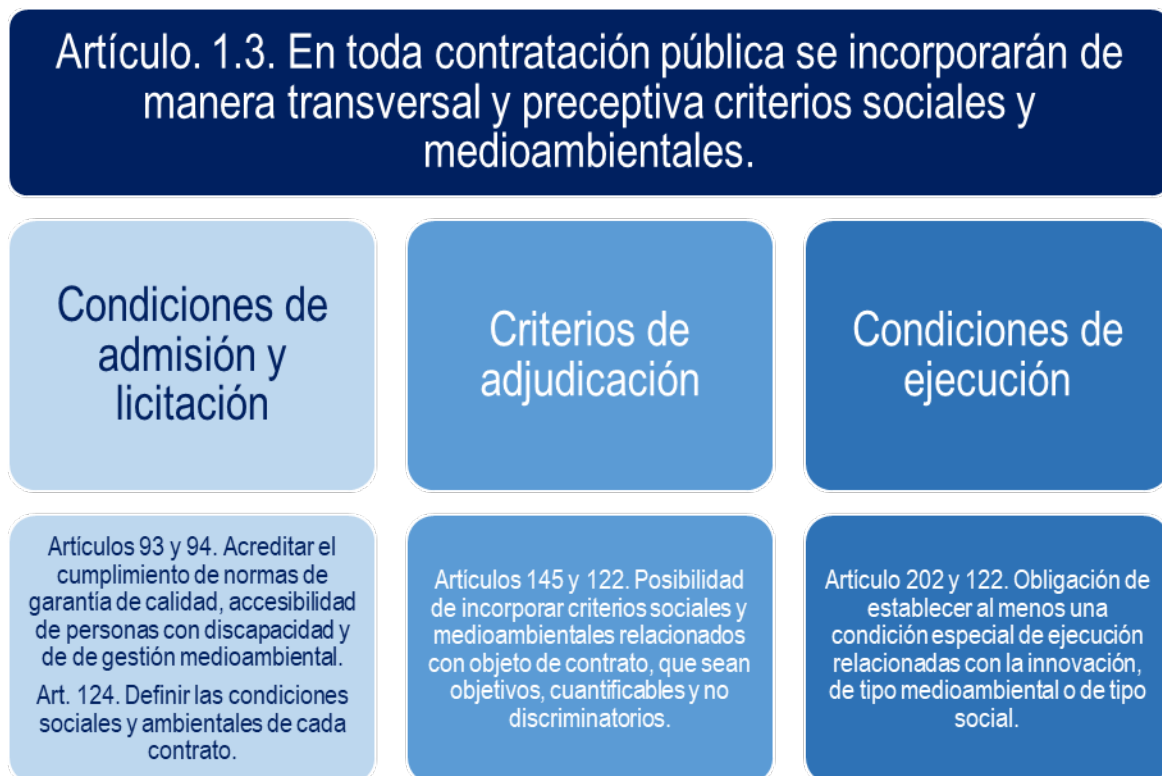 Artículo. 1.3. En toda contratación pública se incorporarán de
manera transversal y preceptiva criterios sociales y
medioambientales.
Condiciones de
admisión y
licitación
Criterios de
adjudicación
Condiciones de
ejecución
Artículos 93 y 94. Acreditar el
cumplimiento de normas de
garantía de calidad, accesibilidad
de personas con discapacidad y
de de gestión medioambiental.
Art. 124. Definir las condiciones
sociales y ambientales de cada
contrato.
Artículos 145 y 122. Posibilidad
de incorporar criterios sociales y
medioambientales relacionados
con objeto de contrato, que sean
objetivos, cuantificables y no
discriminatorios.
Artículo 202 y 122. Obligación de
establecer al menos una
condición especial de ejecución
relacionadas con la innovación,
de tipo medioambiental o de tipo
social.